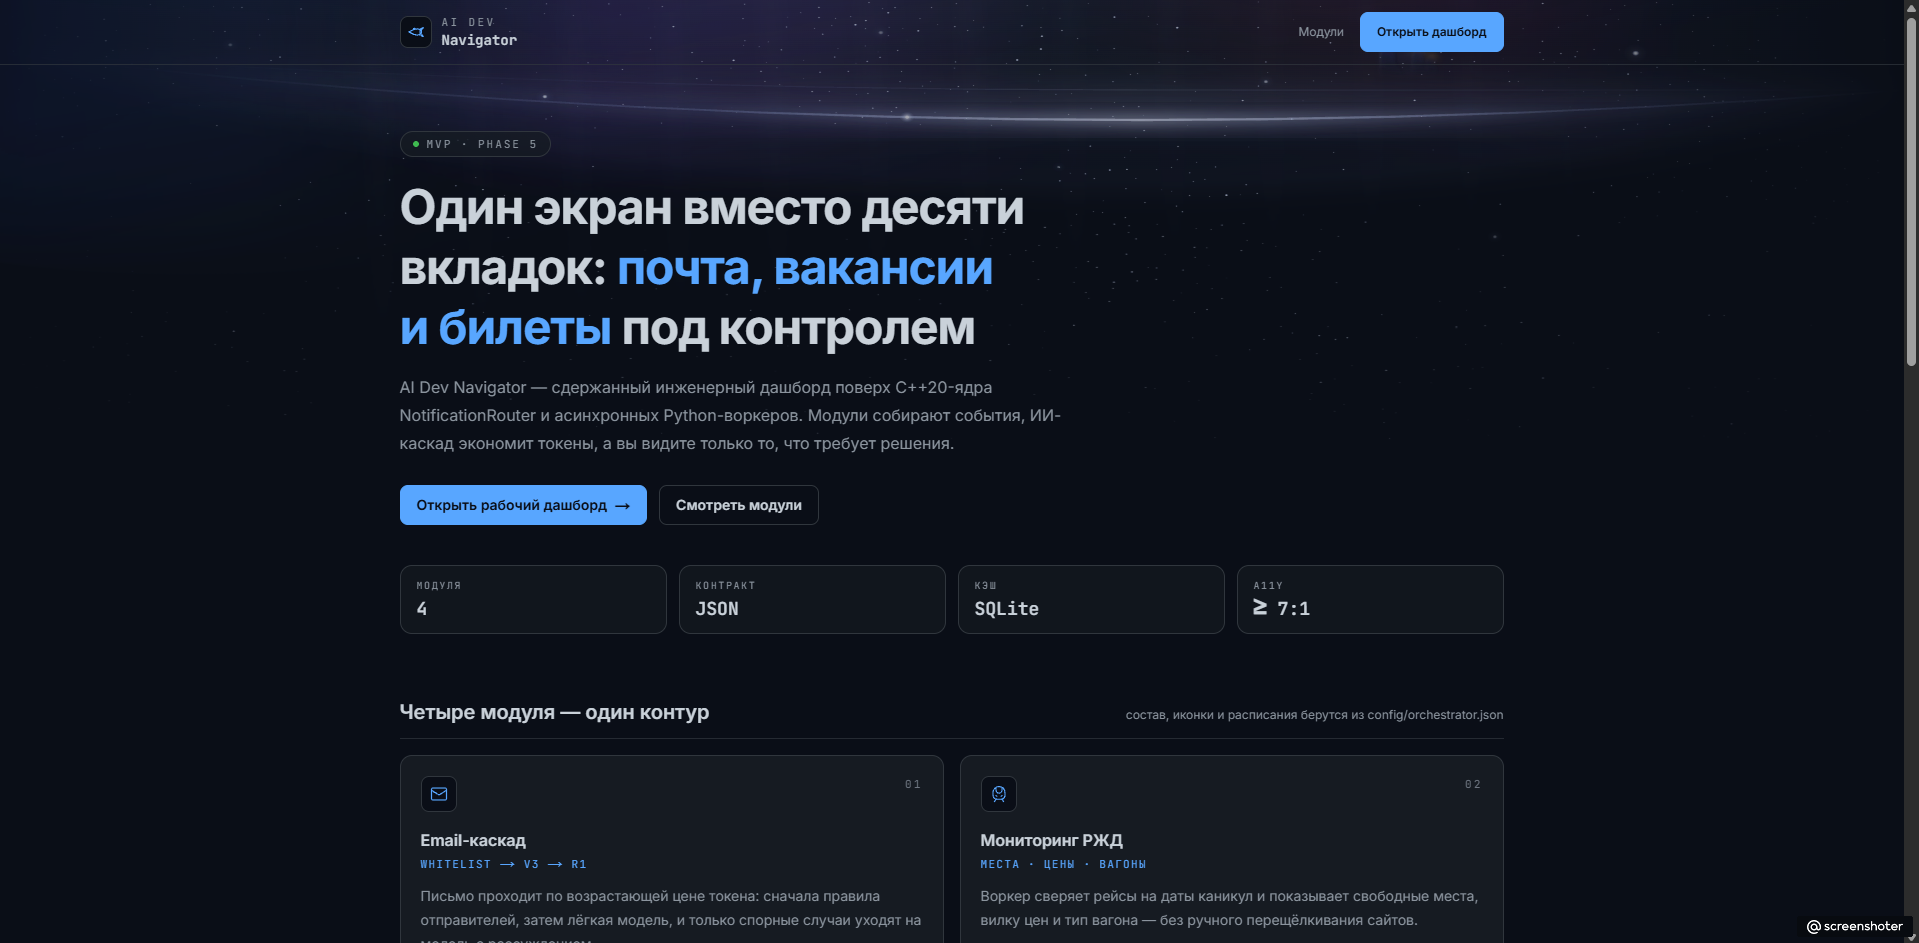 AI DEV
Navigator
Модули
Открыть дашборд
MVP · PHASE 5
Один экран вместо десяти
вкладок: почта, вакансии
и билеты под контролем
AI Dev Navigator — сдержанный инженерный дашборд поверх C++20-ядра
NotificationRouter и асинхронных Python-воркеров. Модули собирают события, ИИ-
каскад экономит токены, а вы видите только то, что требует решения.
Открыть рабочий дашборд →
Смотреть модули
МОДУЛЯ
4
КОНТРАКТ
JSON
КЭШ
SQLite
A11Y
≥ 7:1
Четыре модуля — один контур
состав, иконки и расписания берутся из config/orchestrator.json
01
Email-каскад
WHITELIST → V3 → R1
Письмо проходит по возрастающей цене токена: сначала правила
отправителей, затем лёгкая модель, и только спорные случаи уходят на
02
Мониторинг РЖД
МЕСТА · ЦЕНЫ · ВАГОНЫ
Воркер сверяет рейсы на даты каникул и показывает свободные места,
вилку цен и тип вагона — без ручного перещёлкивания сайтов.
@screenshoter